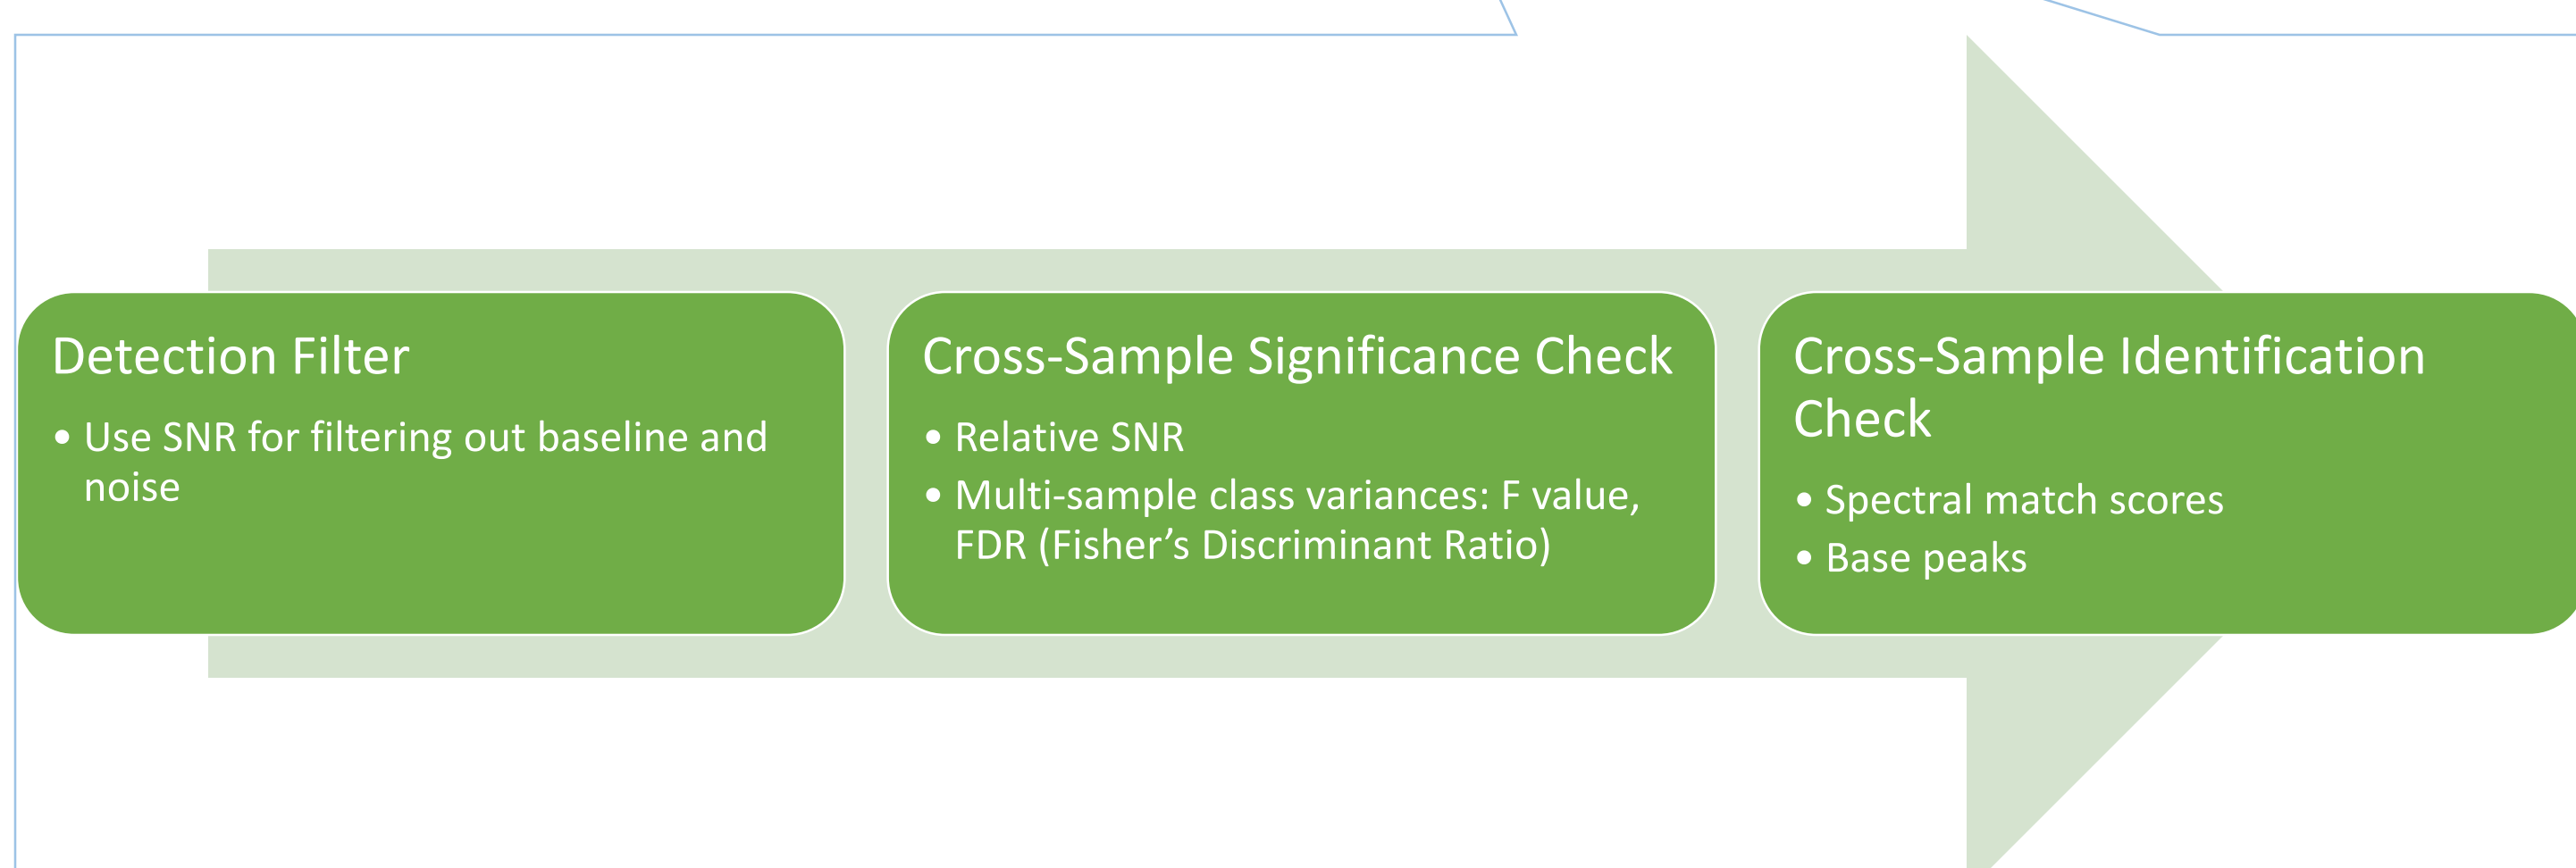 Detection Filter
• Use SNR for filtering out baseline and
noise
Cross-Sample Significance Check
• Relative SNR
• Multi-sample class variances: F value,
FDR (Fisher’s Discriminant Ratio)
Cross-Sample Identification
Check
• Spectral match scores
• Base peaks